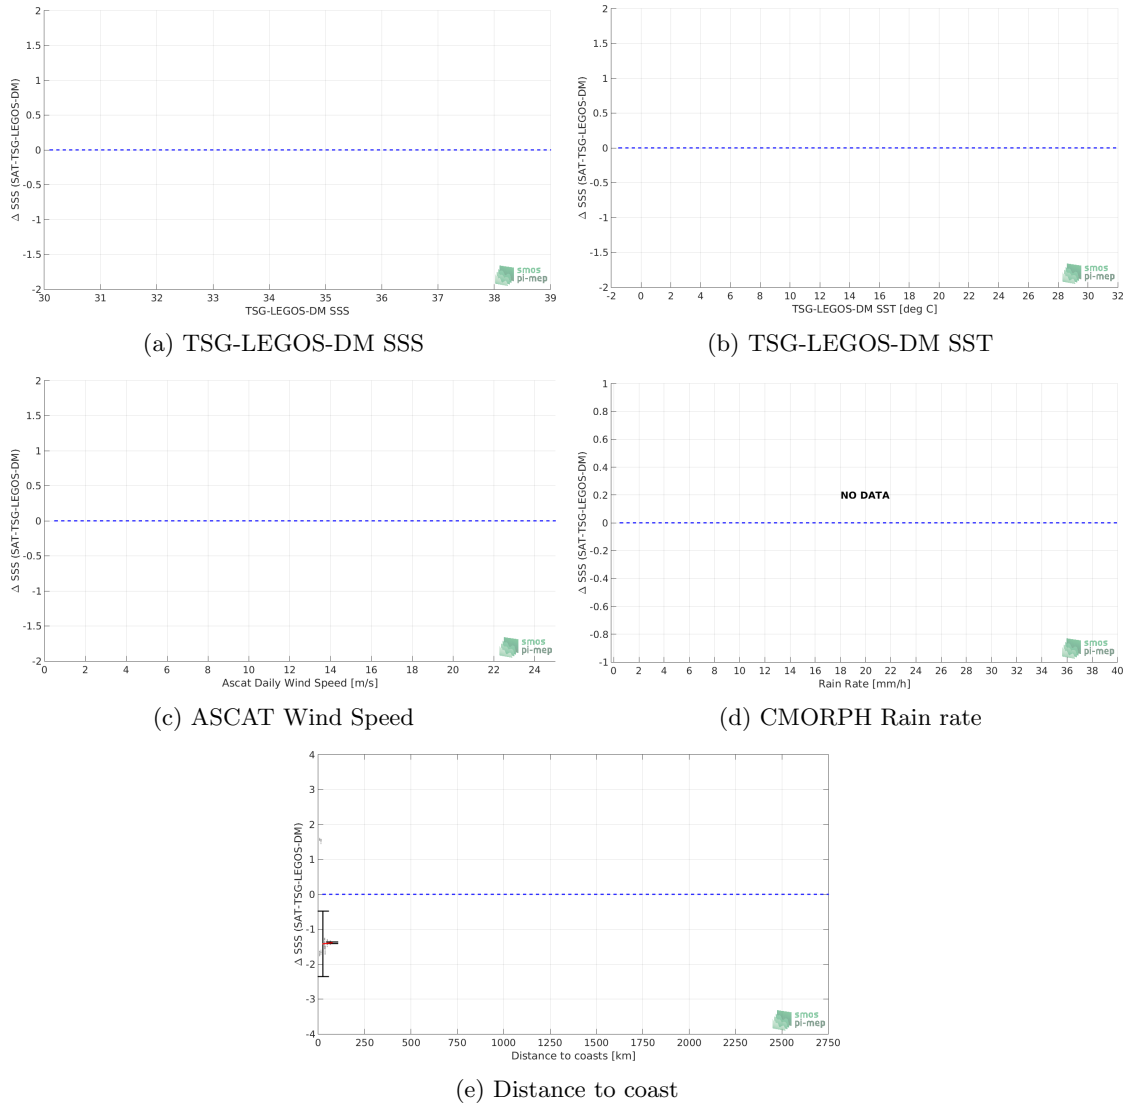 2
1.5
1
0.5
0
-0.5
-1
-1.5
-2
Δ SSS (SAT-TSG-LEGOS-DM)
30 31 32 33 34 35 36 37 38 39
TSG-LEGOS-DM SSS
smos
pi-mep
(a) TSG-LEGOS-DM SSS
2
1.5
1
0.5
0
-0.5
-1
-1.5
-2
Δ SSS (SAT-TSG-LEGOS-DM)
-2 0 2 4 6 8 10 12 14 16 18 20 22 24 26 28 30 32
TSG-LEGOS-DM SST [deg C]
smos
pi-mep
(b) TSG-LEGOS-DM SST
2
1.5
1
0.5
0
-0.5
-1
-1.5
-2
Δ SSS (SAT-TSG-LEGOS-DM)
0 2 4 6 8 10 12 14 16 18 20 22 24
Ascat Daily Wind Speed [m/s]
smos
pi-mep
(c) ASCAT Wind Speed
1
0.8
0.6
0.4
0.2
0
-0.2
-0.4
-0.6
-0.8
-1
Δ SSS (SAT-TSG-LEGOS-DM)
NO DATA
0 2 4 6 8 10 12 14 16 18 20 22 24 26 28 30 32 34 36 38 40
Rain Rate [mm/h]
smos
pi-mep
(d) CMORPH Rain rate
4
3
2
1
0
-1
-2
-3
-4
Δ SSS (SAT-TSG-LEGOS-DM)
0 250 500 750 1000 1250 1500 1750 2000 2250 2500 2750
Distance to coasts [km]
smos
pi-mep
(e) Distance to coast